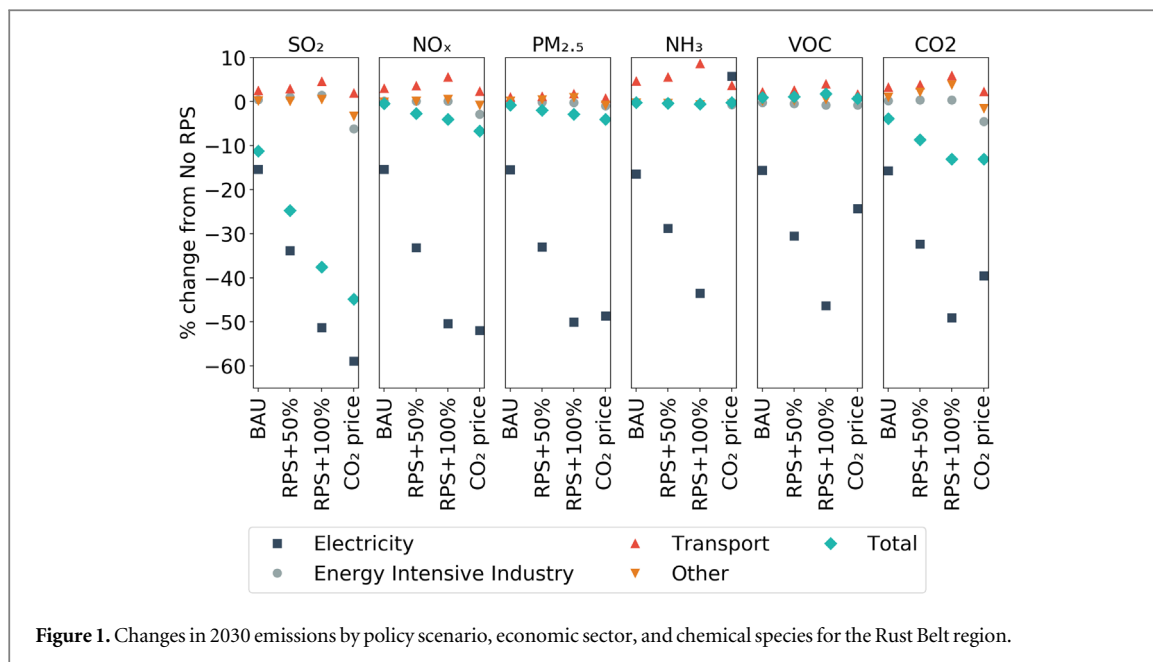 SO₂ NOₓ PM₂.₅ NH₃ VOC CO2
% change from No RPS
10
0
−10
−20
−30
−40
−50
−60
BAU RPS+50% RPS+100% CO₂ price BAU RPS+50% RPS+100% CO₂ price BAU RPS+50% RPS+100% CO₂ price BAU RPS+50% RPS+100% CO₂ price BAU RPS+50% RPS+100% CO₂ price BAU RPS+50% RPS+100% CO₂ price
Electricity Transport Total
Energy Intensive Industry Other
Figure 1. Changes in 2030 emissions by policy scenario, economic sector, and chemical species for the Rust Belt region.